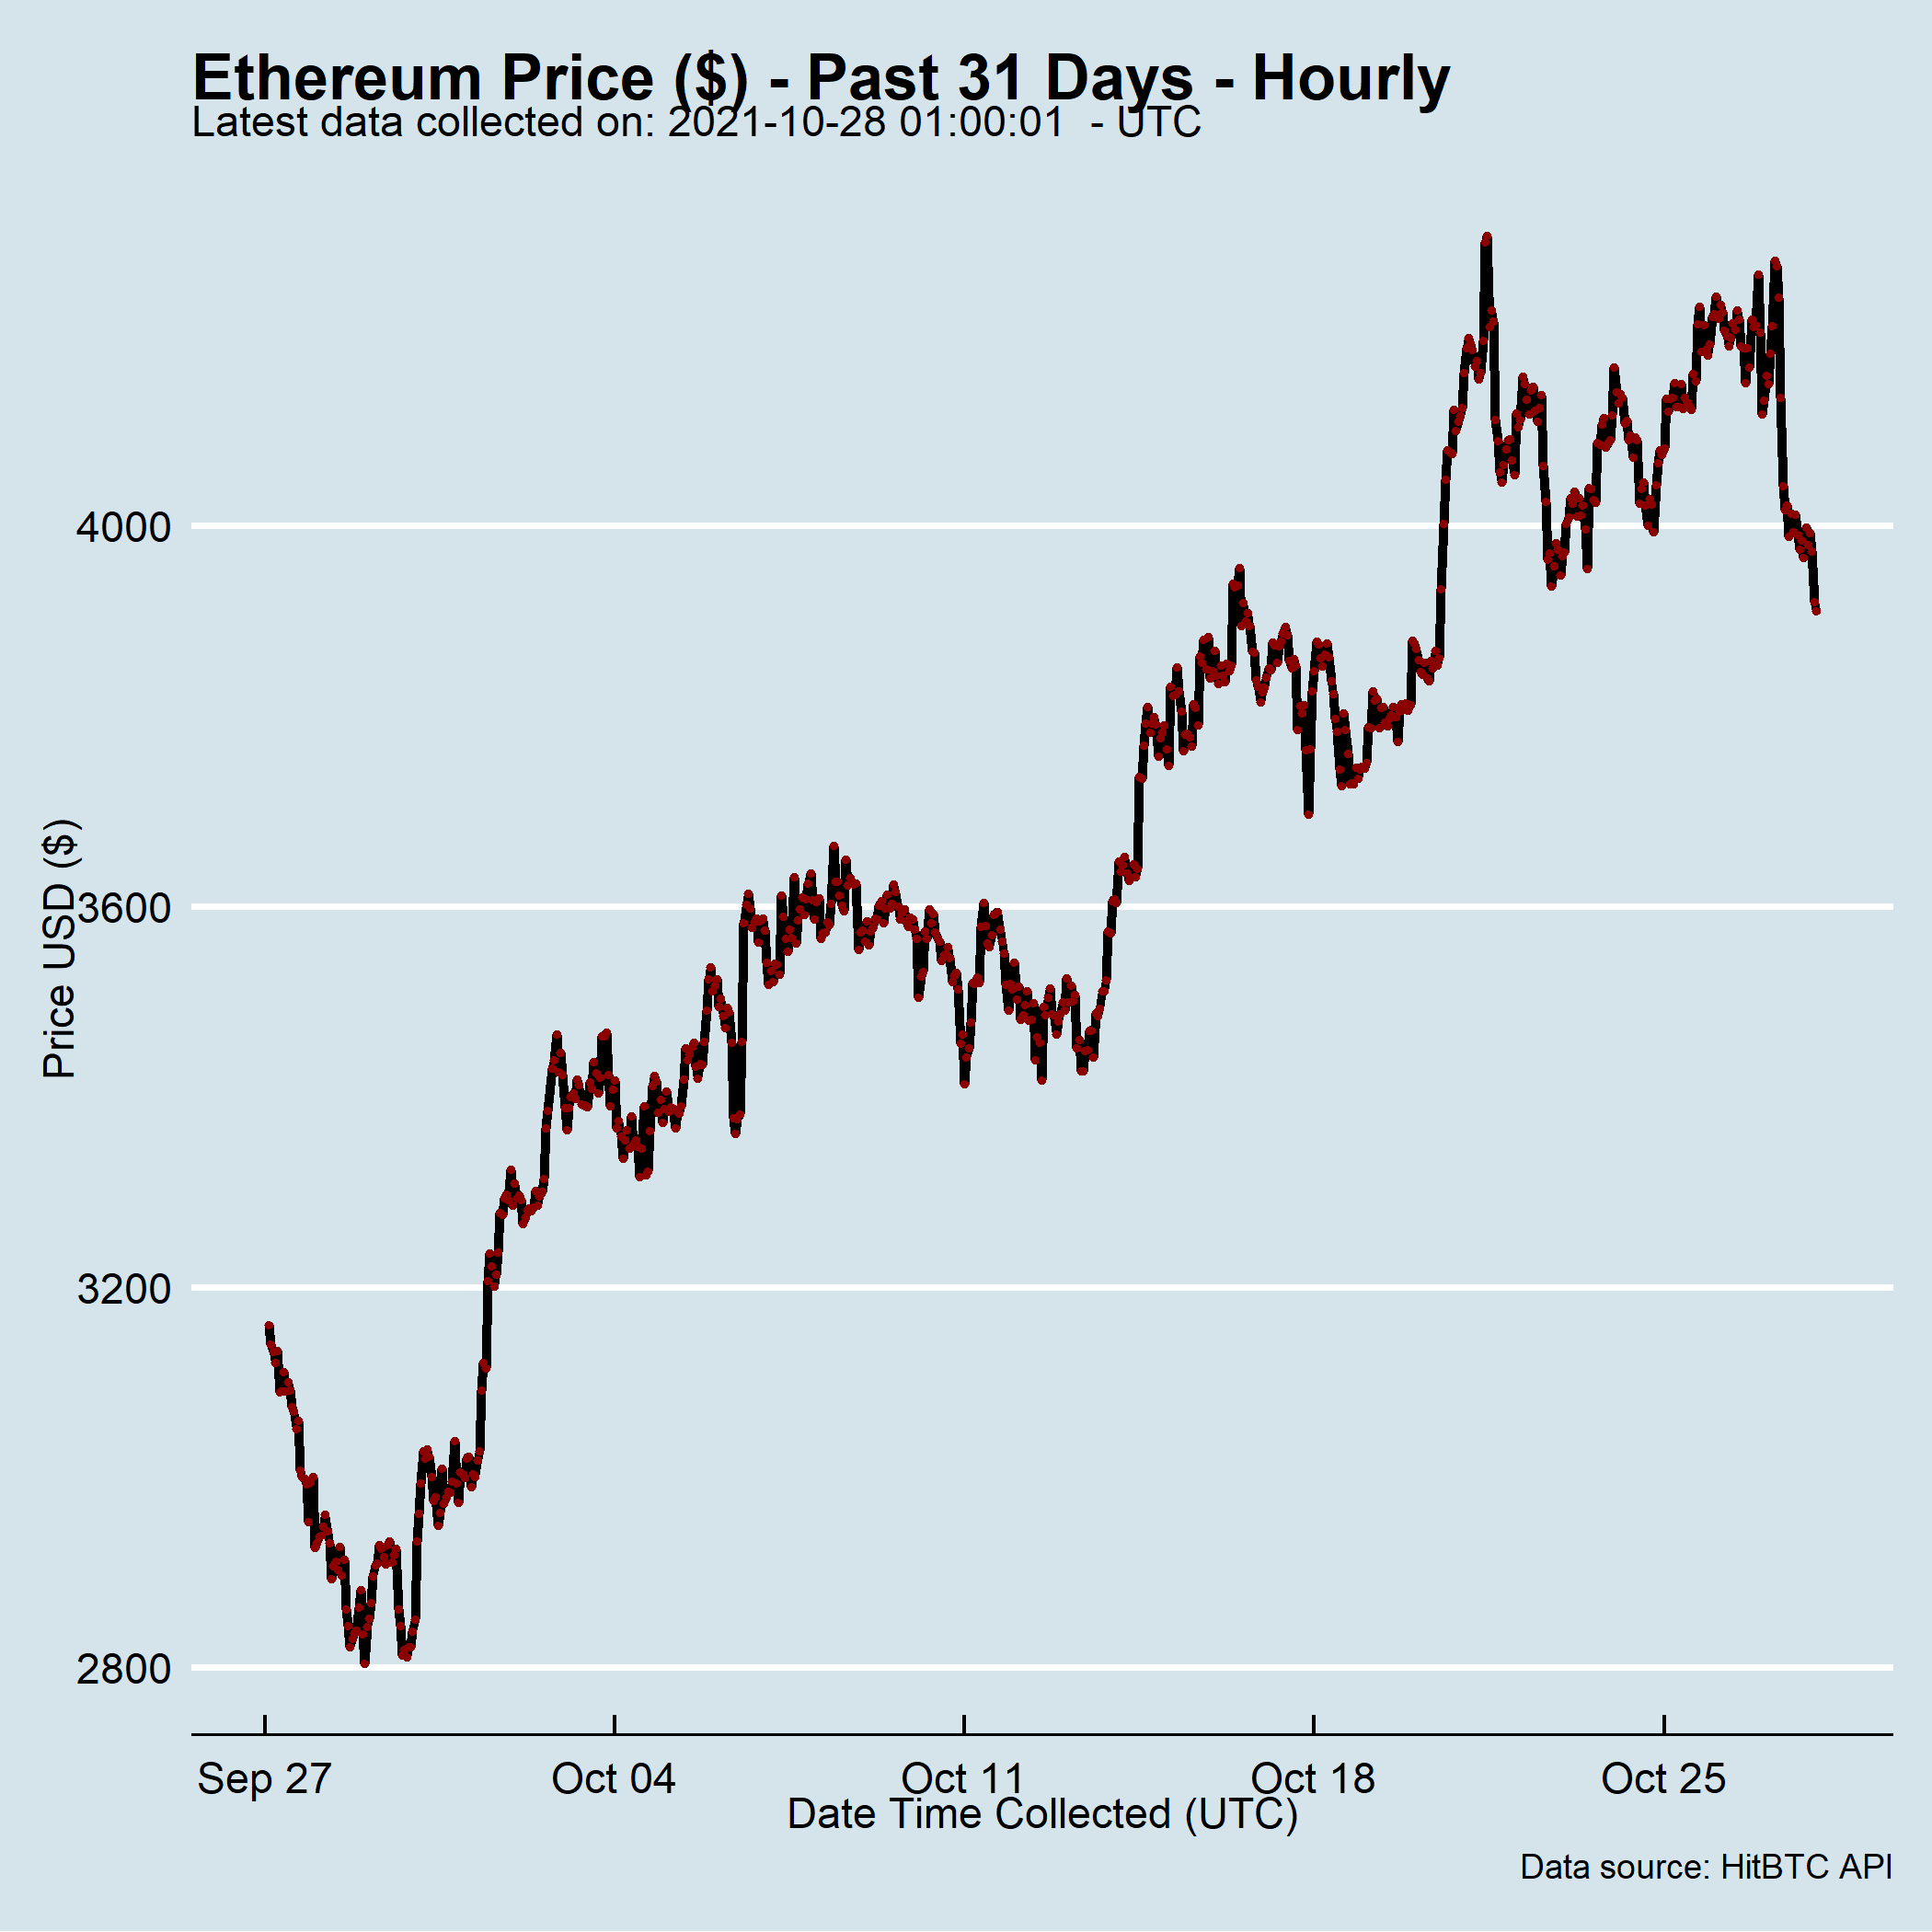 Ethereum Price ($) - Past 31 Days - Hourly
Latest data collected on: 2021-10-28 01:00:01  - UTC
Price USD ($)
4000
3600
3200
2800
Sep 27 Oct 04 Oct 11 Oct 18 Oct 25
Date Time Collected (UTC)
Data source: HitBTC API